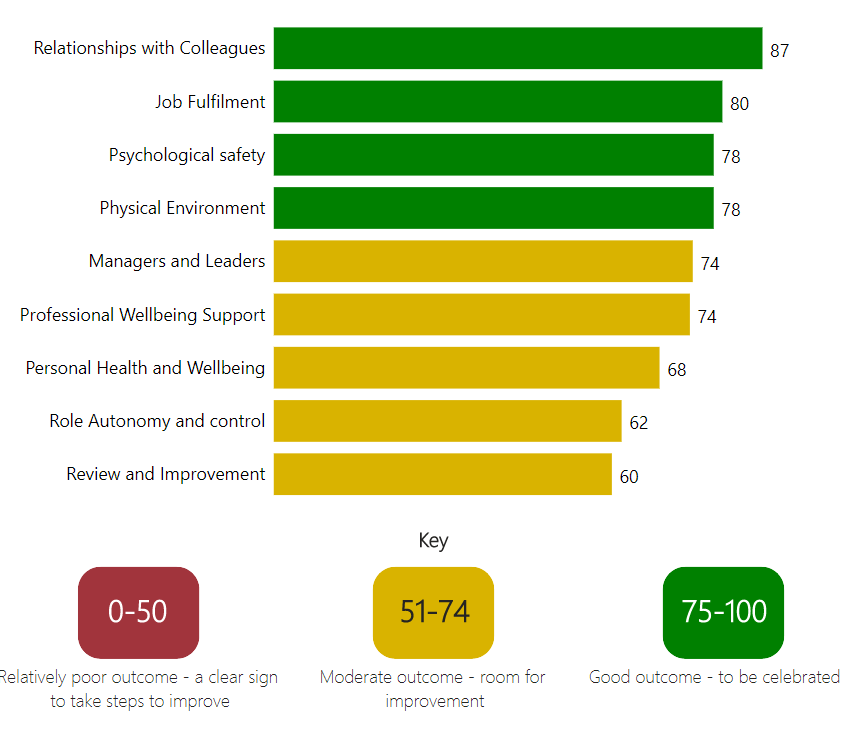 Relationships with Colleagues 87
Job Fulfilment 80
Psychological safety 78
Physical Environment 78
Managers and Leaders 74
Professional Wellbeing Support 74
Personal Health and Wellbeing 68
Role Autonomy and control 62
Review and Improvement 60
Key
0-50 51-74 75-100
Relatively poor outcome - a clear sign
to take steps to improve
Moderate outcome - room for
improvement
Good outcome - to be celebrated